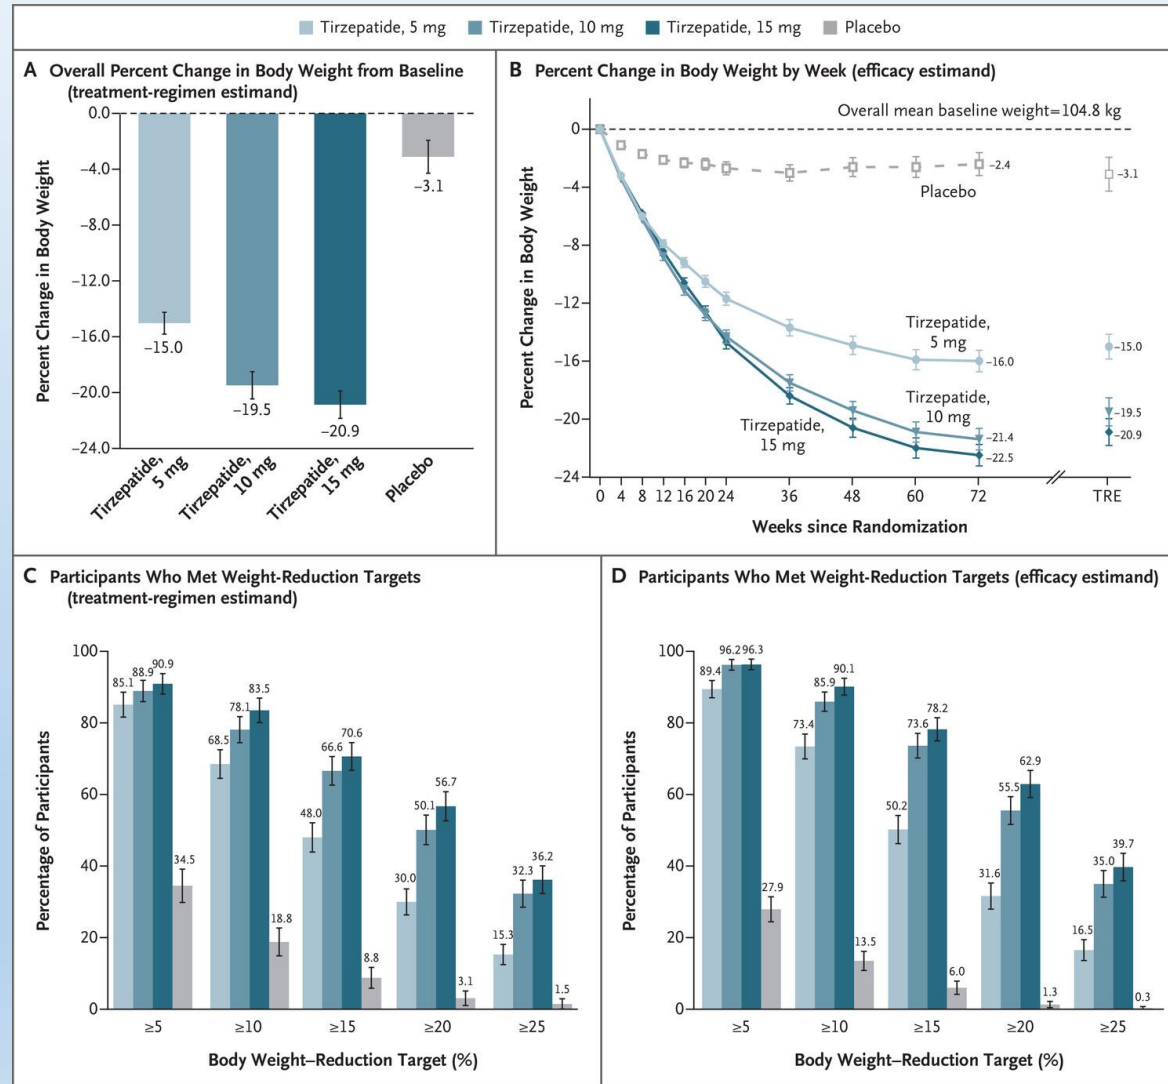 Tirzepatide, 5 mg Tirzepatide, 10 mg Tirzepatide, 15 mg Placebo
A Overall Percent Change in Body Weight from Baseline
(treatment-regimen estimand)
Percent Change in Body Weight
0.0
−4.0
−8.0
−12.0
−16.0
−20.0
−24.0
−15.0
−19.5
−20.9
−3.1
Tirzepatide,
5 mg
Tirzepatide,
10 mg
Tirzepatide,
15 mg
Placebo
B Percent Change in Body Weight by Week (efficacy estimand)
Overall mean baseline weight=104.8 kg
Percent Change in Body Weight
0
−4
−8
−12
−16
−20
−24
−2.4
Placebo
−3.1
Tirzepatide,
5 mg
−16.0
−15.0
Tirzepatide,
10 mg
−21.4
−19.5
Tirzepatide,
15 mg
−22.5
−20.9
0 4 8 12 16 20 24 36 48 60 72 TRE
Weeks since Randomization
C Participants Who Met Weight-Reduction Targets
(treatment-regimen estimand)
Percentage of Participants
100
80
60
40
20
0
85.1 88.9 90.9 34.5
68.5 78.1 83.5 18.8
48.0 66.6 70.6 8.8
30.0 50.1 56.7 3.1
15.3 32.3 36.2 1.5
≥5 ≥10 ≥15 ≥20 ≥25
Body Weight–Reduction Target (%)
D Participants Who Met Weight-Reduction Targets (efficacy estimand)
Percentage of Participants
100
80
60
40
20
0
89.4 96.2 96.3 27.9
73.4 85.9 90.1 13.5
50.2 73.6 78.2 6.0
31.6 55.5 62.9 1.3
16.5 35.0 39.7 0.3
≥5 ≥10 ≥15 ≥20 ≥25
Body Weight–Reduction Target (%)